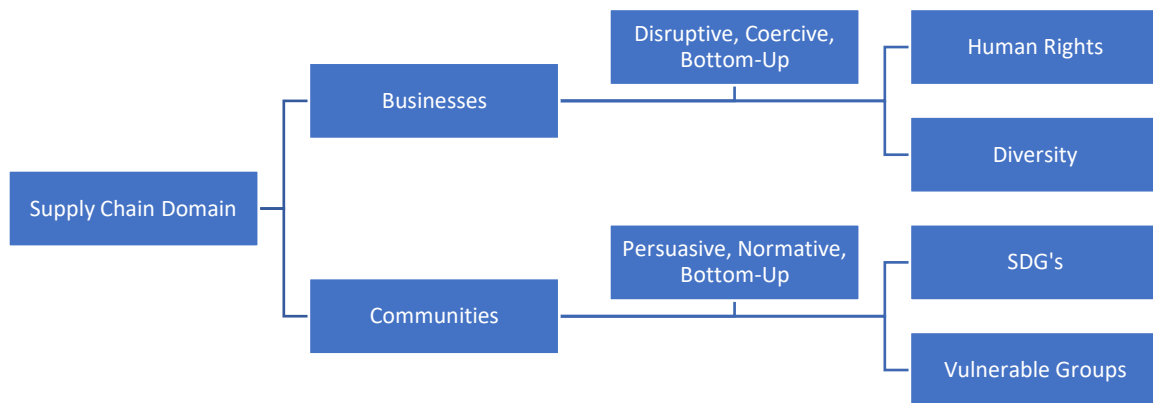 Disruptive, Coercive,
Bottom-Up
Human Rights
Businesses
Diversity
Supply Chain Domain
Persuasive, Normative,
Bottom-Up
SDG's
Communities
Vulnerable Groups